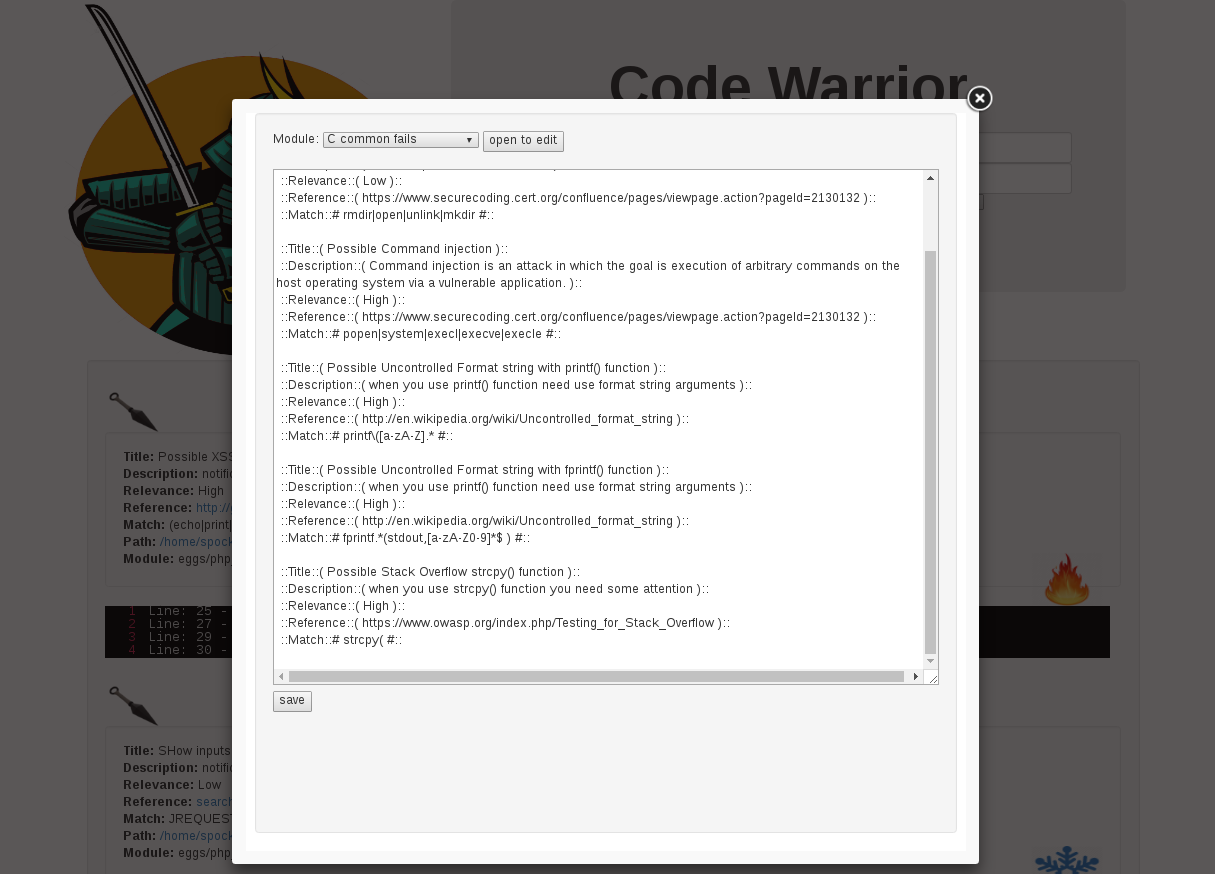 Code Warrior
Module: C common fails open to edit
::Relevance::( Low )::
::Reference::( https://www.securecoding.cert.org/confluence/pages/viewpage.action?pageId=2130132 )::
::Match::# rmdir|open|unlink|mkdir #::
::Title::( Possible Command injection )::
::Description::( Command injection is an attack in which the goal is execution of arbitrary commands on the
host operating system via a vulnerable application. )::
::Relevance::( High )::
::Reference::( https://www.securecoding.cert.org/confluence/pages/viewpage.action?pageId=2130132 )::
::Match::# popen|system|execl|execve|execle #::
::Title::( Possible Uncontrolled Format string with printf() function )::
::Description::( when you use printf() function need use format string arguments )::
::Relevance::( High )::
::Reference::( http://en.wikipedia.org/wiki/Uncontrolled_format_string )::
::Match::# printf\([a-zA-Z].* #::
::Title::( Possible Uncontrolled Format string with fprintf() function )::
::Description::( when you use printf() function need use format string arguments )::
::Relevance::( High )::
::Reference::( http://en.wikipedia.org/wiki/Uncontrolled_format_string )::
::Match::# fprintf.*(stdout,[a-zA-Z0-9]*$ ) #::
::Title::( Possible Stack Overflow strcpy() function )::
::Description::( when you use strcpy() function you need some attention )::
::Relevance::( High )::
::Reference::( https://www.owasp.org/index.php/Testing_for_Stack_Overflow )::
::Match::# strcpy( #::
save
Title: Possible XSS
Description: notific
Relevance: High
Reference: http://
Match: (echo|print|
Path: /home/spock
Module: eggs/php
1 Line: 25 -
2 Line: 27 -
3 Line: 29 -
4 Line: 30 -
Title: SHow inputs
Description: notific
Relevance: Low
Reference: search
Match: JREQUEST
Path: /home/spock
Module: eggs/php